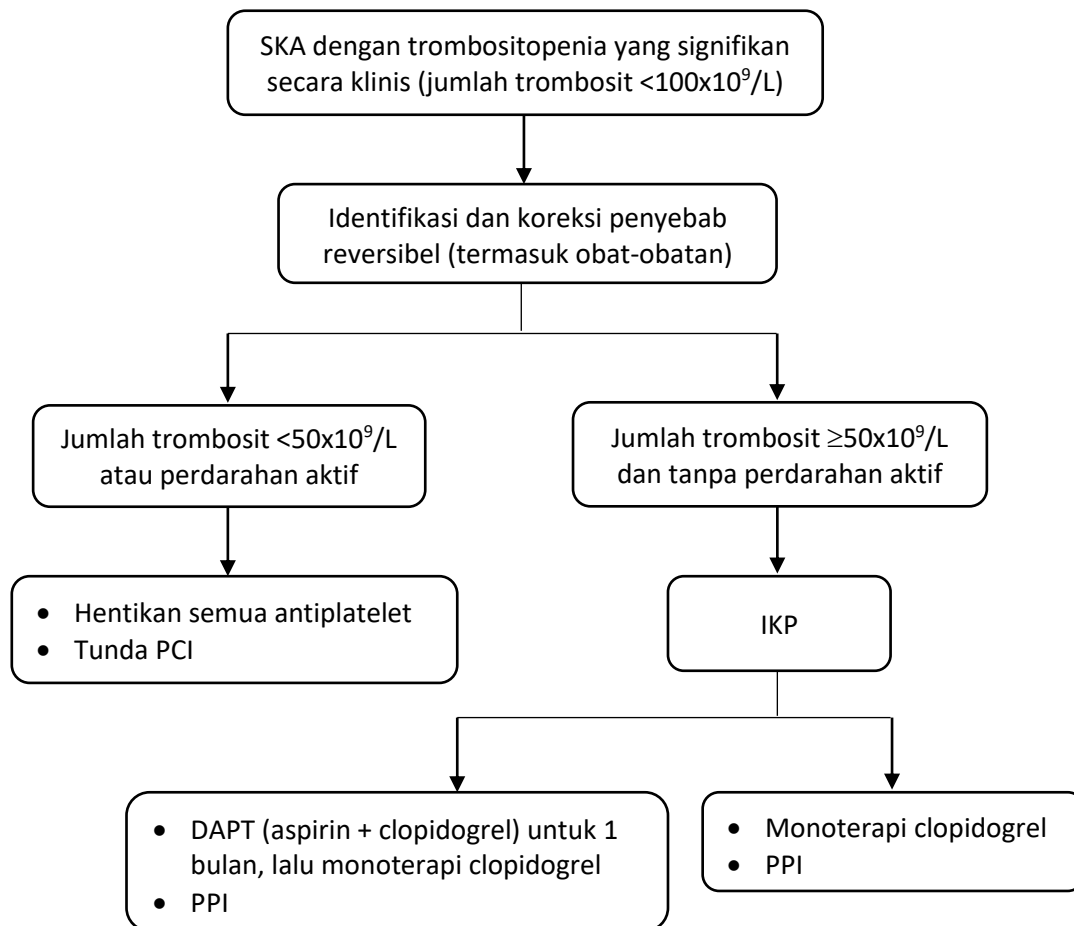 SKA dengan trombositopenia yang signifikan
secara klinis (jumlah trombosit <100x10⁹/L)
Identifikasi dan koreksi penyebab
reversibel (termasuk obat-obatan)
Jumlah trombosit <50x10⁹/L
atau perdarahan aktif
Jumlah trombosit ≥50x10⁹/L
dan tanpa perdarahan aktif
• Hentikan semua antiplatelet
• Tunda PCI
IKP
• DAPT (aspirin + clopidogrel) untuk 1
bulan, lalu monoterapi clopidogrel
• PPI
• Monoterapi clopidogrel
• PPI